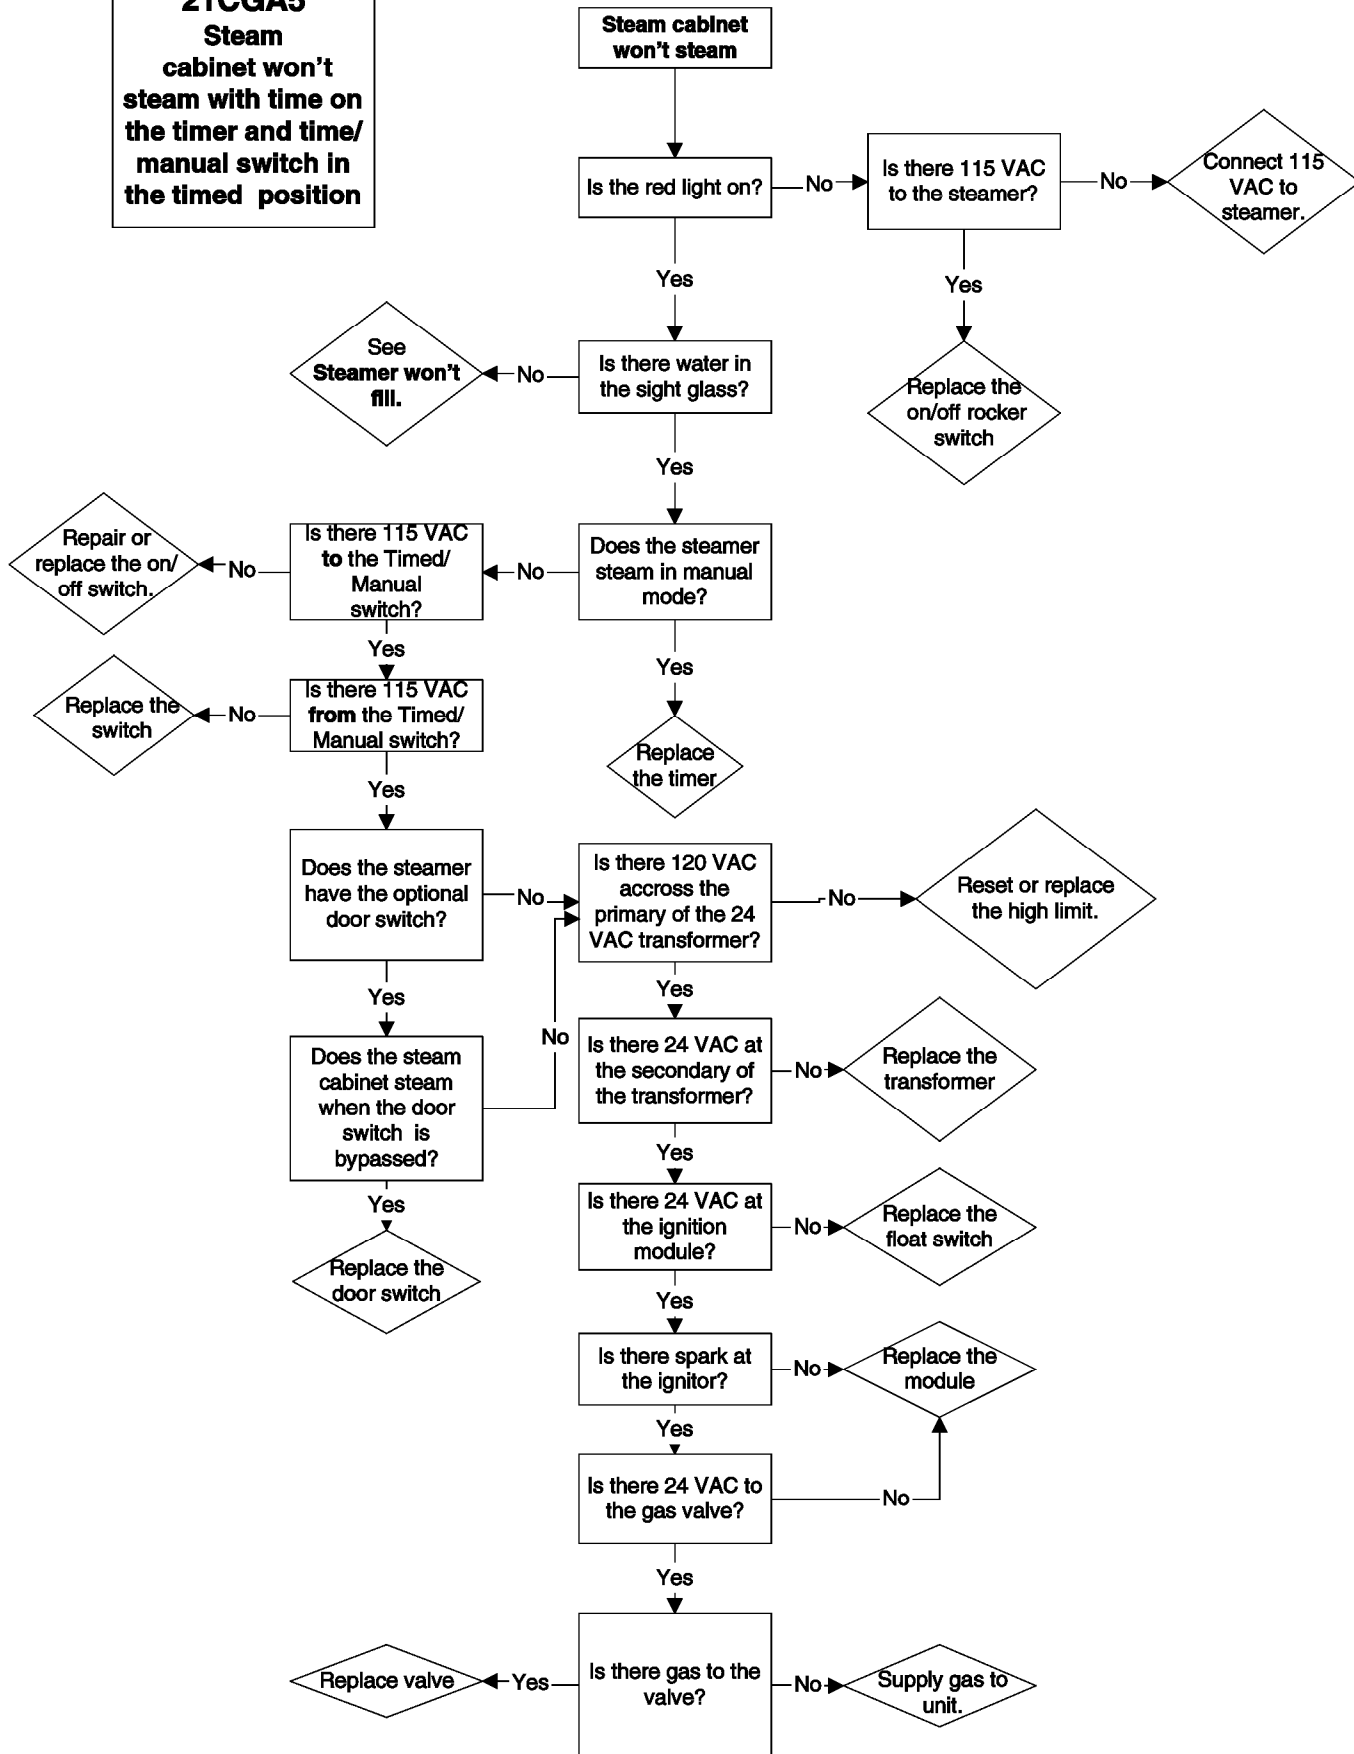 21CGA5
Steam
cabinet won't
steam with time on
the timer and time/
manual switch in
the timed position
Steam cabinet
won't steam
Is the red light on?
No
Is there 115 VAC
to the steamer?
No
Connect 115
VAC to
steamer.
Yes
Yes
See
Steamer won't
fill.
No
Is there water in
the sight glass?
Replace the
on/off rocker
switch
Yes
Repair or
replace the on/
off switch.
No
Is there 115 VAC
to the Timed/
Manual
switch?
No
Does the steamer
steam in manual
mode?
Yes
Yes
Replace the
switch
No
Is there 115 VAC
from the Timed/
Manual switch?
Replace
the timer
Yes
Does the steamer
have the optional
door switch?
No
Is there 120 VAC
accross the
primary of the 24
VAC transformer?
No
Reset or replace
the high limit.
Yes
Yes
Does the steam
cabinet steam
when the door
switch is
bypassed?
No
Is there 24 VAC at
the secondary of
the transformer?
No
Replace the
transformer
Yes
Yes
Is there 24 VAC at
the ignition
module?
No
Replace the
float switch
Replace the
door switch
Yes
Is there spark at
the ignitor?
No
Replace the
module
Yes
Is there 24 VAC to
the gas valve?
No
Yes
Replace valve
Yes
Is there gas to the
valve?
No
Supply gas to
unit.